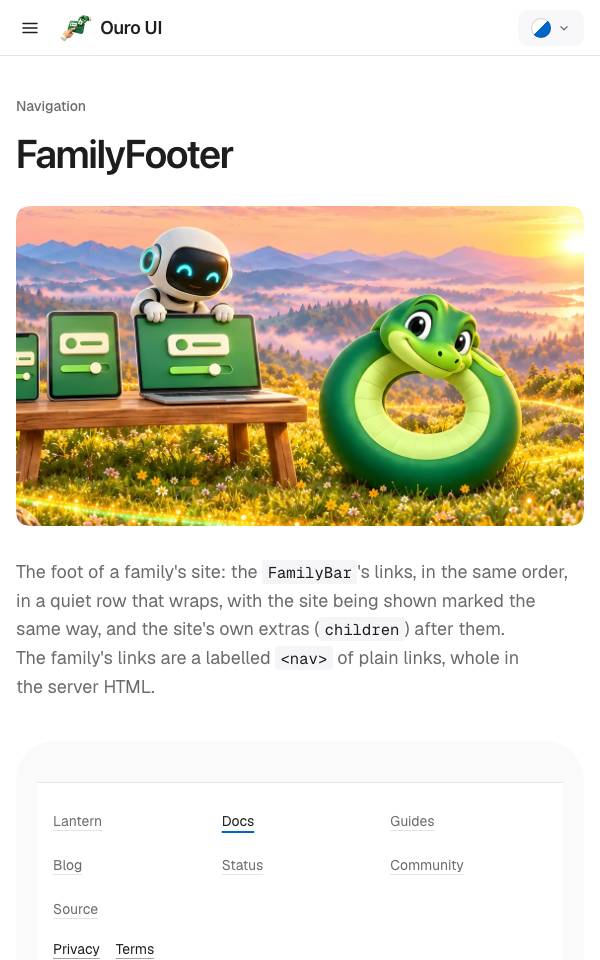 Ouro UI
Navigation
FamilyFooter
The foot of a family's site: the FamilyBar's links, in the same order,
in a quiet row that wraps, with the site being shown marked the
same way, and the site's own extras (children) after them.
The family's links are a labelled <nav> of plain links, whole in
the server HTML.
Lantern Docs Guides
Blog Status Community
Source
Privacy Terms